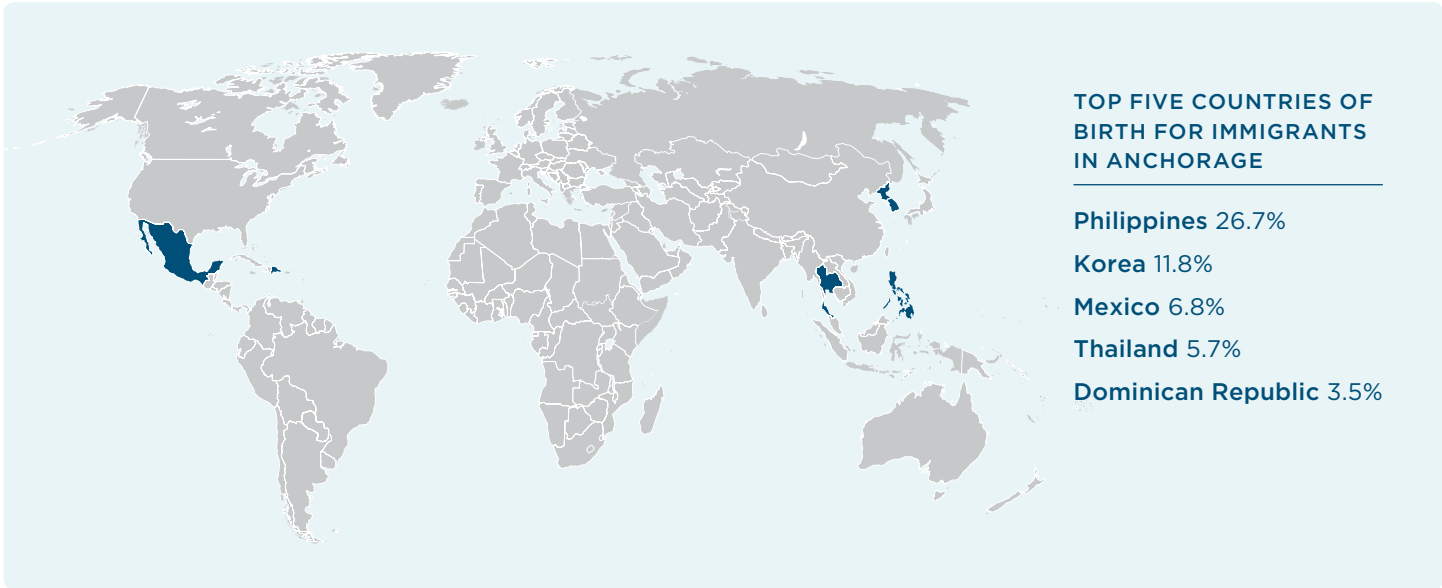 TOP FIVE COUNTRIES OF
BIRTH FOR IMMIGRANTS
IN ANCHORAGE
Philippines 26.7%
Korea 11.8%
Mexico 6.8%
Thailand 5.7%
Dominican Republic 3.5%